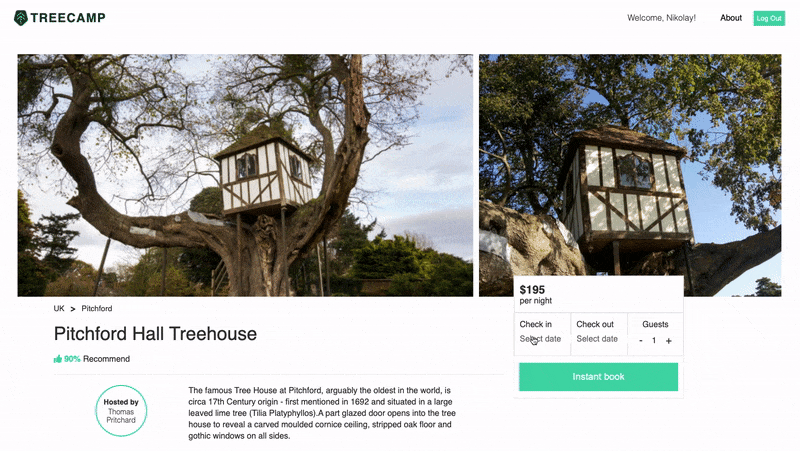 TREECAMP
Welcome, Nikolay!
About
Log Out
$195
per night
Check in
Check out
Guests
Select date
Select date
- 1 +
Instant book
UK > Pitchford
Pitchford Hall Treehouse
90% Recommend
Hosted by
Thomas
Pritchard
The famous Tree House at Pitchford, arguably the oldest in the world, is
circa 17th Century origin - first mentioned in 1692 and situated in a large
leaved lime tree (Tilia Platyphyllos).A part glazed door opens into the tree
house to reveal a carved moulded cornice ceiling, stripped oak floor and
gothic windows on all sides.